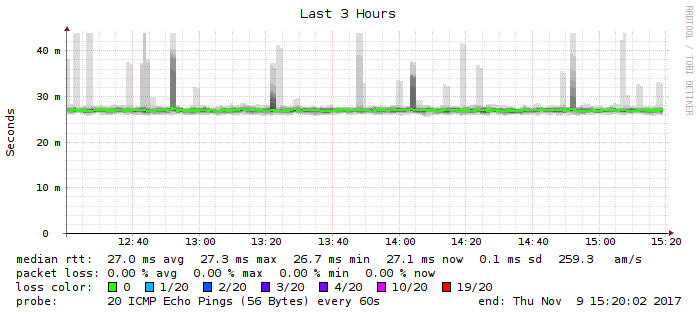 Last 3 Hours
RRDTOOL / TOBI OETIKER
Seconds
40 m
30 m
20 m
10 m
0
12:40 13:00 13:20 13:40 14:00 14:20 14:40 15:00 15:20
median rtt: 27.0 ms avg 27.3 ms max 26.7 ms min 27.1 ms now 0.1 ms sd 259.3 am/s
packet loss: 0.00 % avg 0.00 % max 0.00 % min 0.00 % now
loss color: 0 1/20 2/20 3/20 4/20 10/20 19/20
probe: 20 ICMP Echo Pings (56 Bytes) every 60s end: Thu Nov 9 15:20:02 2017